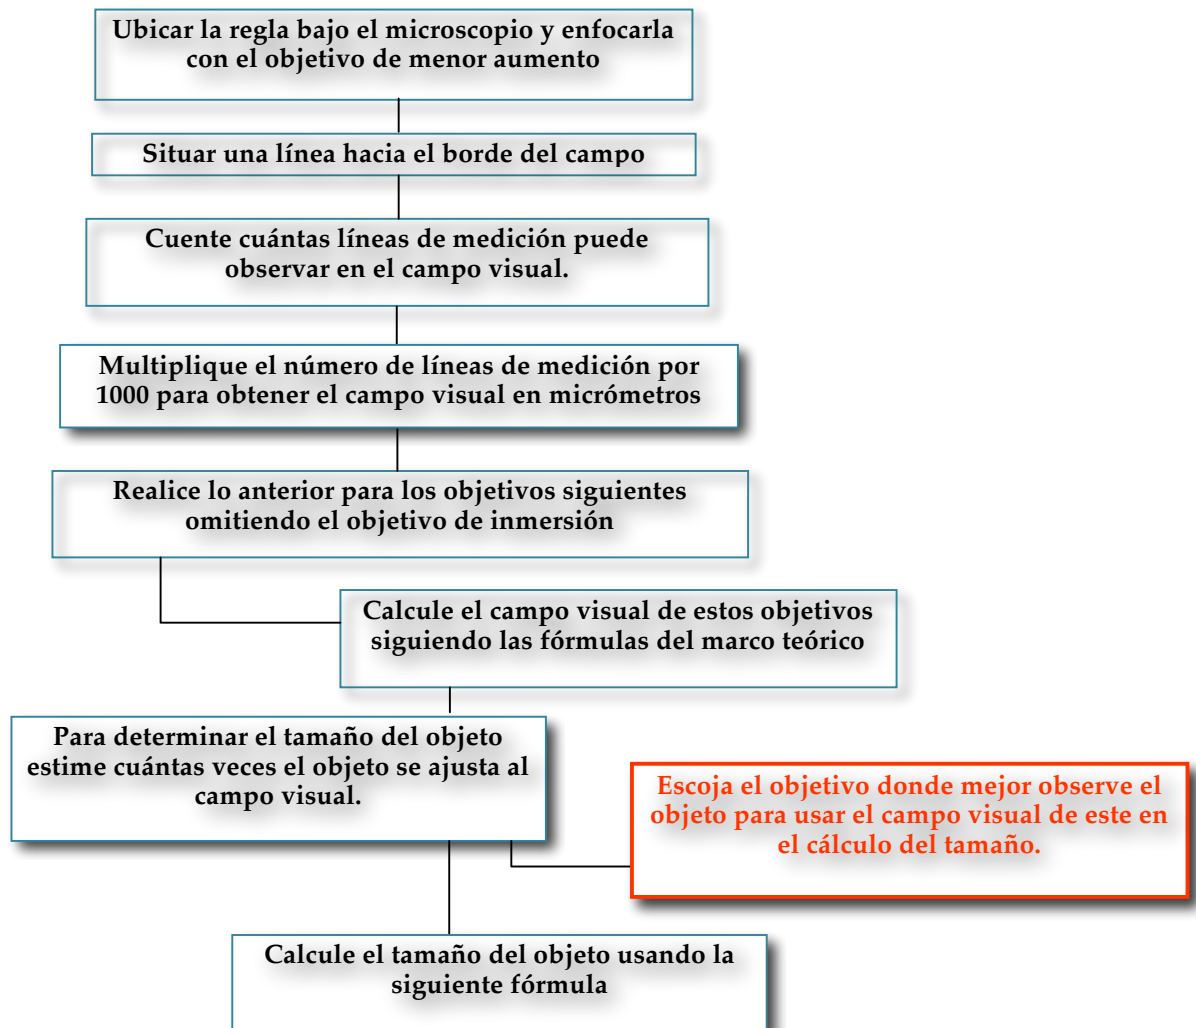 Ubicar la regla bajo el microscopio y enfocarla
con el objetivo de menor aumento
Situar una línea hacia el borde del campo
Cuente cuántas líneas de medición puede
observar en el campo visual.
Multiplique el número de líneas de medición por
1000 para obtener el campo visual en micrómetros
Realice lo anterior para los objetivos siguientes
omitiendo el objetivo de inmersión
Calcule el campo visual de estos objetivos
siguiendo las fórmulas del marco teórico
Para determinar el tamaño del objeto
estime cuántas veces el objeto se ajusta al
campo visual.
Escoja el objetivo donde mejor observe el
objeto para usar el campo visual de este en
el cálculo del tamaño.
Calcule el tamaño del objeto usando la
siguiente fórmula